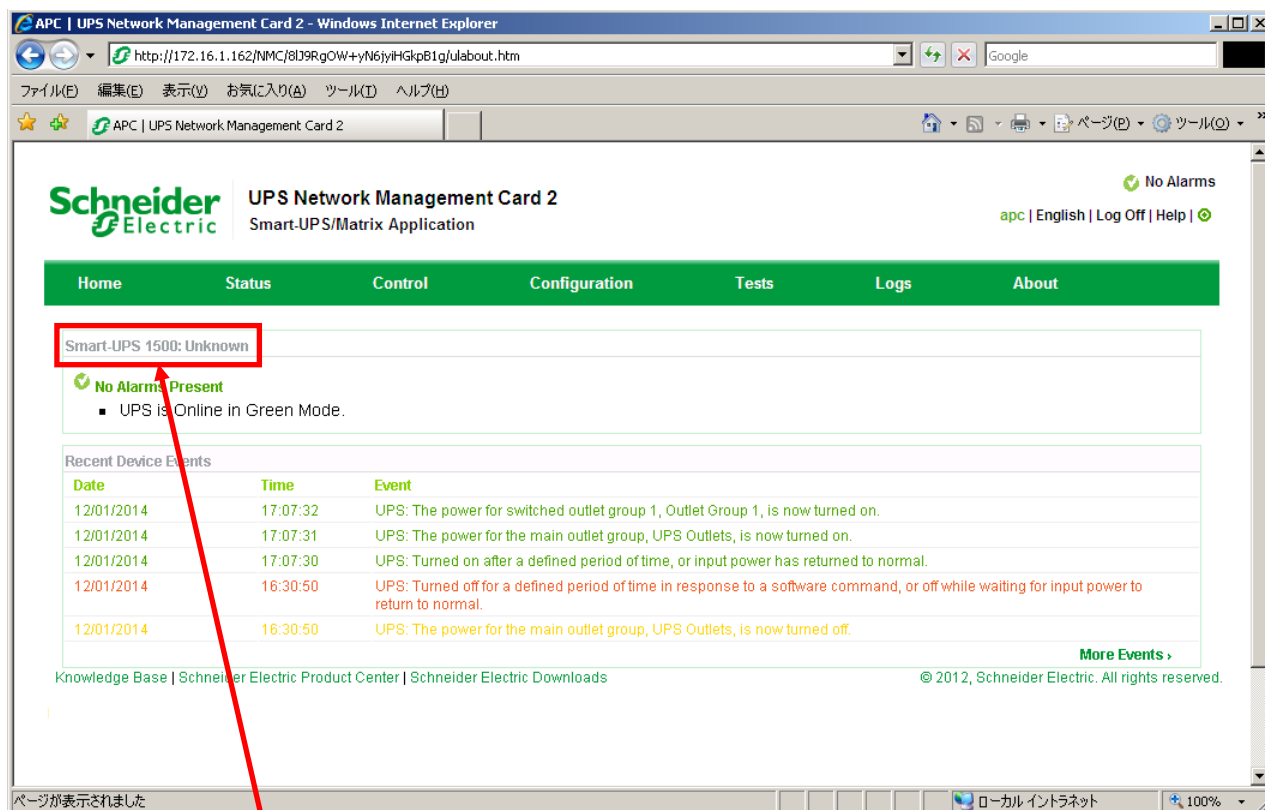 APC | UPS Network Management Card 2 - Windows Internet Explorer
http://172.16.1.162/NMC/8lJ9RgOW+yN6jyiHGkpB1g/ulabout.htm
Google
ファイル(F) 編集(E) 表示(V) お気に入り(A) ツール(T) ヘルプ(H)
APC | UPS Network Management Card 2
ページ(P) ツール(O)
No Alarms
Schneider Electric
UPS Network Management Card 2
Smart-UPS/Matrix Application
apc | English | Log Off | Help |
Home Status Control Configuration Tests Logs About
Smart-UPS 1500: Unknown
No Alarms Present
UPS is Online in Green Mode.
Recent Device Events
Date Time Event
12/01/2014 17:07:32 UPS: The power for switched outlet group 1, Outlet Group 1, is now turned on.
12/01/2014 17:07:31 UPS: The power for the main outlet group, UPS Outlets, is now turned on.
12/01/2014 17:07:30 UPS: Turned on after a defined period of time, or input power has returned to normal.
12/01/2014 16:30:50 UPS: Turned off for a defined period of time in response to a software command, or off while waiting for input power to
return to normal.
12/01/2014 16:30:50 UPS: The power for the main outlet group, UPS Outlets, is now turned off.
More Events ›
Knowledge Base | Schneider Electric Product Center | Schneider Electric Downloads
© 2012, Schneider Electric. All rights reserved.
ページが表示されました
ローカル イントラネット
100%